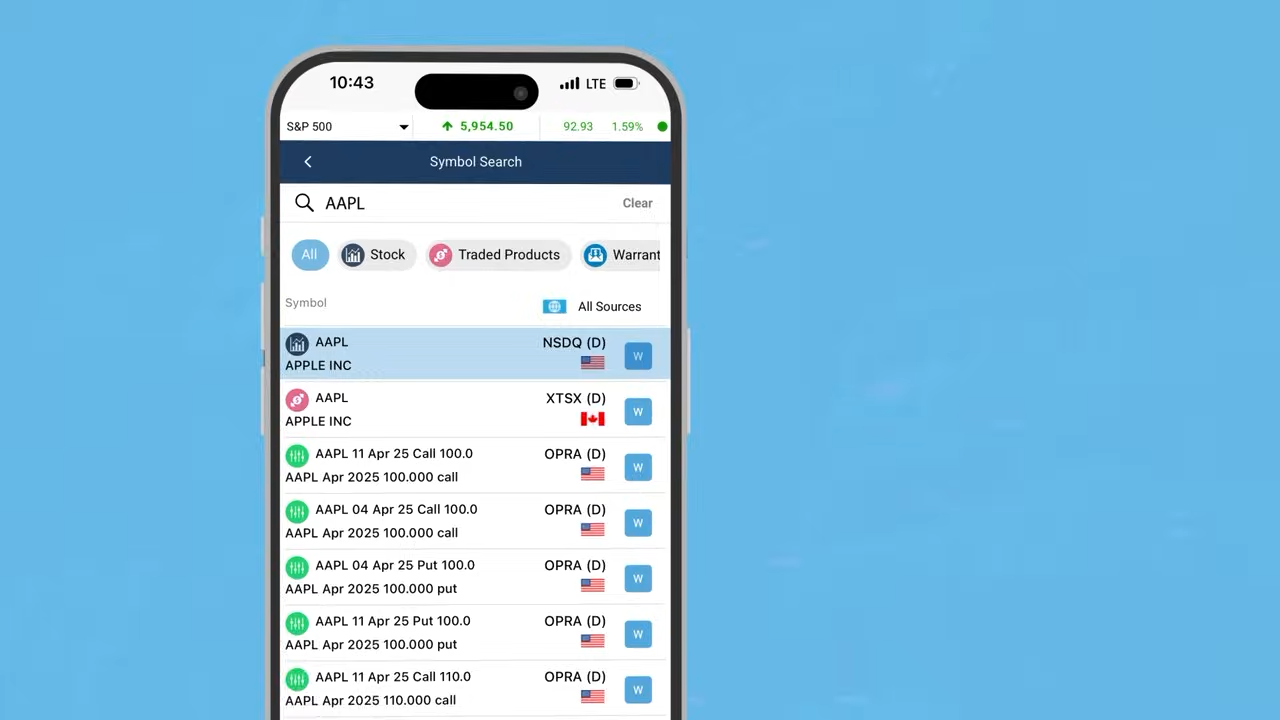 10:43 LTE
S&P 500 5,954.50 92.93 1.59%
Symbol Search
AAPL Clear
All Stock Traded Products Warrant
Symbol All Sources
AAPL NSDQ (D)
APPLE INC W
AAPL XTSX (D)
APPLE INC W
AAPL 11 Apr 25 Call 100.0 OPRA (D)
AAPL Apr 2025 100.000 call W
AAPL 04 Apr 25 Call 100.0 OPRA (D)
AAPL Apr 2025 100.000 call W
AAPL 04 Apr 25 Put 100.0 OPRA (D)
AAPL Apr 2025 100.000 put W
AAPL 11 Apr 25 Put 100.0 OPRA (D)
AAPL Apr 2025 100.000 put W
AAPL 11 Apr 25 Call 110.0 OPRA (D)
AAPL Apr 2025 110.000 call W